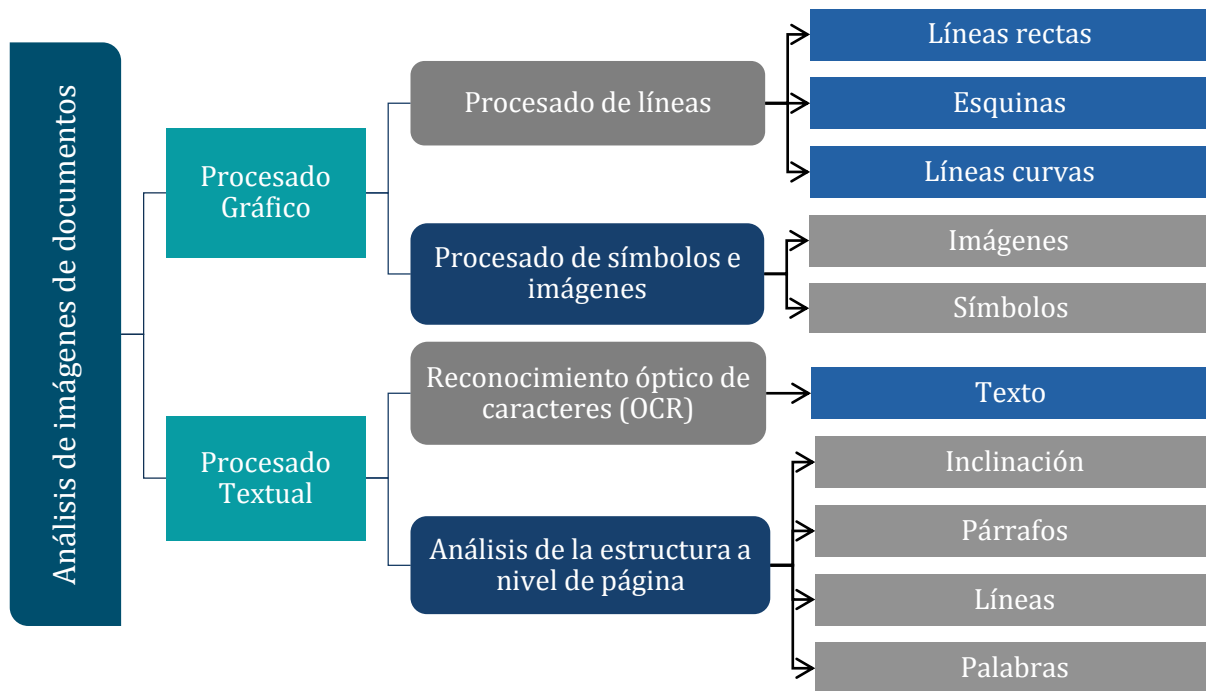 Análisis de imágenes de documentos
Procesado
Gráfico
Procesado de líneas
Líneas rectas
Esquinas
Líneas curvas
Procesado de símbolos e
imágenes
Imágenes
Símbolos
Procesado
Textual
Reconocimiento óptico de
caracteres (OCR)
Texto
Análisis de la estructura a
nivel de página
Inclinación
Párrafos
Líneas
Palabras